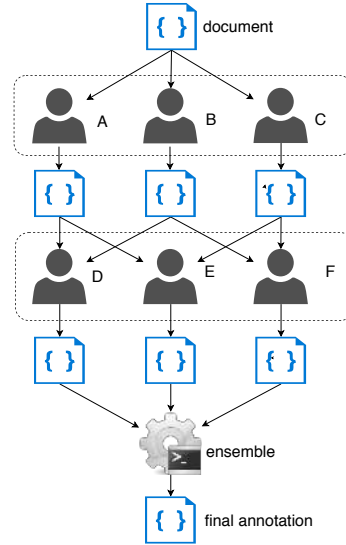 { } document
A B C
{ } { } { }
D E F
{ } { } { }
>_ ensemble
{ } final annotation